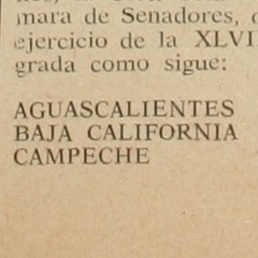 mara de Senadores,
ejercicio de la XLVI
grada como sigue:
AGUASCALIENTES
BAJA CALIFORNIA
CAMPECHE